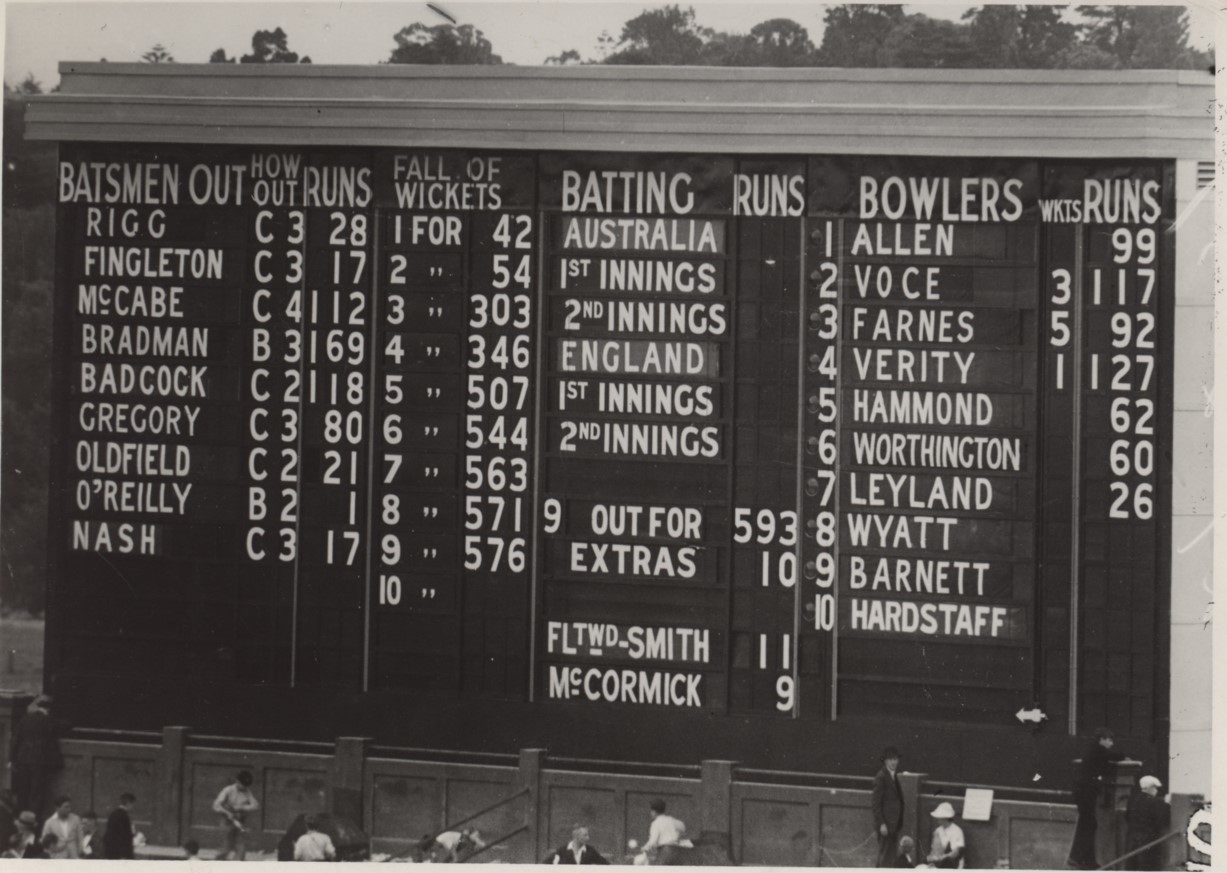 BATSMEN OUT HOW OUT RUNS FALL OF WICKETS BATTING RUNS BOWLERS WKTS RUNS
RIGG C 3 28 1 FOR 42 AUSTRALIA 1 ALLEN 99
FINGLETON C 3 17 2 " 54 1ST INNINGS 2 VOCE 3 117
McCABE C 4 112 3 " 303 2ND INNINGS 3 FARNES 5 92
BRADMAN B 3 169 4 " 346 ENGLAND 4 VERITY 1 127
BADCOCK C 2 118 5 " 507 1ST INNINGS 5 HAMMOND 62
GREGORY C 3 80 6 " 544 2ND INNINGS 6 WORTHINGTON 60
OLDFIELD C 2 21 7 " 563 7 LEYLAND 26
O'REILLY B 2 1 8 " 571 9 OUT FOR 593 8 WYATT
NASH C 3 17 9 " 576 EXTRAS 10 9 BARNETT
10 " 10 HARDSTAFF
FLTWD-SMITH 11
McCORMICK 9